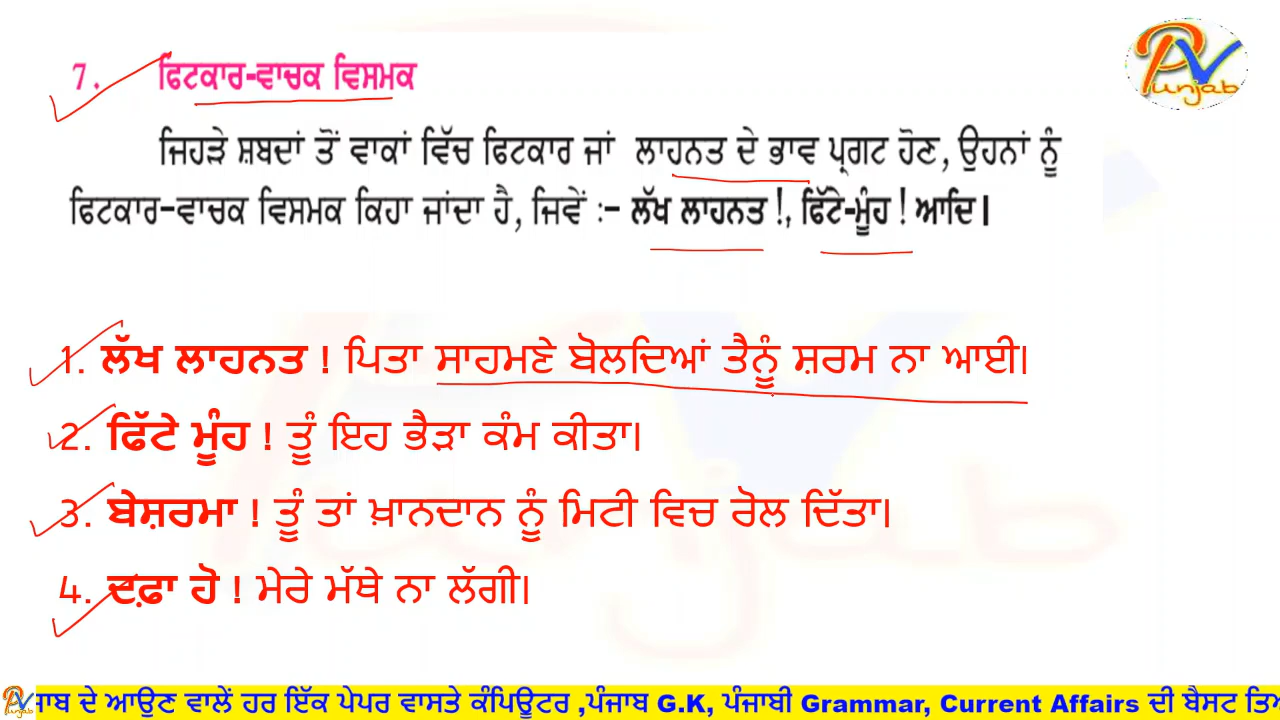 7. ਫਿਟਕਾਰ-ਵਾਚਕ ਵਿਸਮਕ
ਜਿਹੜੇ ਸ਼ਬਦਾਂ ਤੋਂ ਵਾਕਾਂ ਵਿੱਚ ਫਿਟਕਾਰ ਜਾਂ ਲਾਹਨਤ ਦੇ ਭਾਵ ਪ੍ਰਗਟ ਹੋਣ, ਉਹਨਾਂ ਨੂੰ
ਫਿਟਕਾਰ-ਵਾਚਕ ਵਿਸਮਕ ਕਿਹਾ ਜਾਂਦਾ ਹੈ, ਜਿਵੇਂ :- ਲੱਖ ਲਾਹਨਤ !, ਫਿੱਟੇ-ਮੂੰਹ ! ਆਦਿ।
1. ਲੱਖ ਲਾਹਨਤ ! ਪਿਤਾ ਸਾਹਮਣੇ ਬੋਲਦਿਆਂ ਤੈਨੂੰ ਸ਼ਰਮ ਨਾ ਆਈ।
2. ਫਿੱਟੇ ਮੂੰਹ ! ਤੂੰ ਇਹ ਭੈੜਾ ਕੰਮ ਕੀਤਾ।
3. ਬੇਸ਼ਰਮਾ ! ਤੂੰ ਤਾਂ ਖ਼ਾਨਦਾਨ ਨੂੰ ਮਿਟੀ ਵਿਚ ਰੋਲ ਦਿੱਤਾ।
4. ਦਫ਼ਾ ਹੋ ! ਮੇਰੇ ਮੱਥੇ ਨਾ ਲੱਗੀ।
PV Punjab
ਦੇ ਆਉਣ ਵਾਲੇਂ ਹਰ ਇੱਕ ਪੇਪਰ ਵਾਸਤੇ ਕੰਪਿਊਟਰ ,ਪੰਜਾਬ G.K, ਪੰਜਾਬੀ Grammar, Current Affairs ਦੀ ਬੈਸਟ